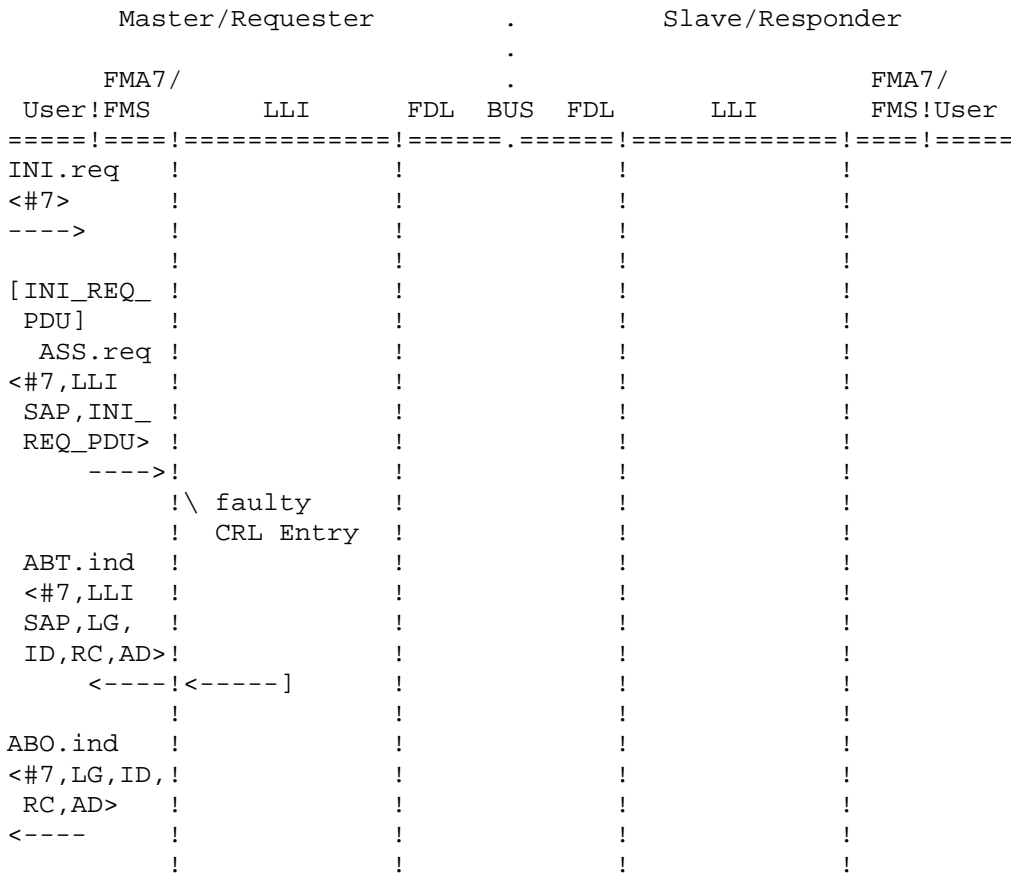 Master/Requester           .          Slave/Responder
                                  .
      FMA7/                       .                       FMA7/
 User!FMS        LLI       FDL   BUS   FDL       LLI        FMS!User
=====!====!==============!======.======!==============!====!=====
INI.req   !              !             !              !
<#7>      !              !             !              !
---->     !              !             !              !
          !              !             !              !
[INI_REQ_ !              !             !              !
 PDU]     !              !             !              !
  ASS.req !              !             !              !
<#7,LLI   !              !             !              !
 SAP,INI_ !              !             !              !
 REQ_PDU> !              !             !              !
     ---->!              !             !              !
          !\ faulty      !             !              !
          !  CRL Entry   !             !              !
 ABT.ind  !              !             !              !
 <#7,LLI  !              !             !              !
 SAP,LG,  !              !             !              !
 ID,RC,AD>!              !             !              !
     <----!<-----]       !             !              !
          !              !             !              !
ABO.ind   !              !             !              !
<#7,LG,ID,!              !             !              !
 RC,AD>   !              !             !              !
<----     !              !             !              !
          !              !             !              !